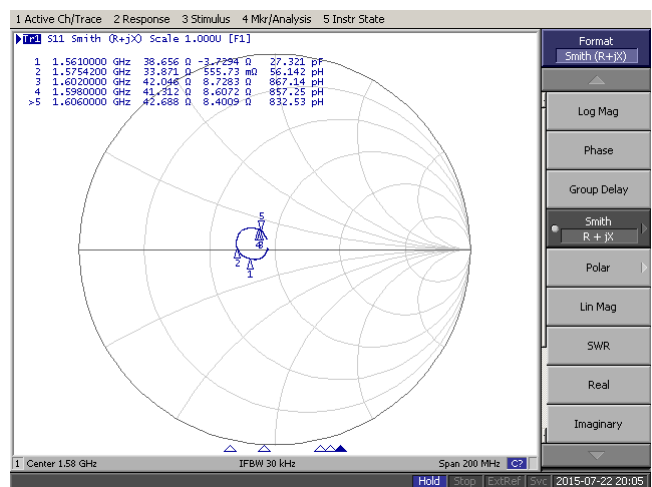 1 Active Ch/Trace 2 Response 3 Stimulus 4 Mkr/Analysis 5 Instr State
Tr1 S11 Smith (R+jX) Scale 1.000U [F1]
1 1.5610000 GHz 38.656 Ω -3.7294 Ω 27.321 pF
2 1.5754200 GHz 33.871 Ω 555.73 mΩ 56.142 pH
3 1.6020000 GHz 42.046 Ω 8.7283 Ω 867.14 pH
4 1.5980000 GHz 41.312 Ω 8.6072 Ω 857.25 pH
>5 1.6060000 GHz 42.688 Ω 8.4009 Ω 832.53 pH
5
2
1
Format
Smith (R+jX)
Log Mag
Phase
Group Delay
Smith
R + jX
Polar
Lin Mag
SWR
Real
Imaginary
1 Center 1.58 GHz IFBW 30 kHz Span 200 MHz C?
Hold Stop ExtRef Svc 2015-07-22 20:05